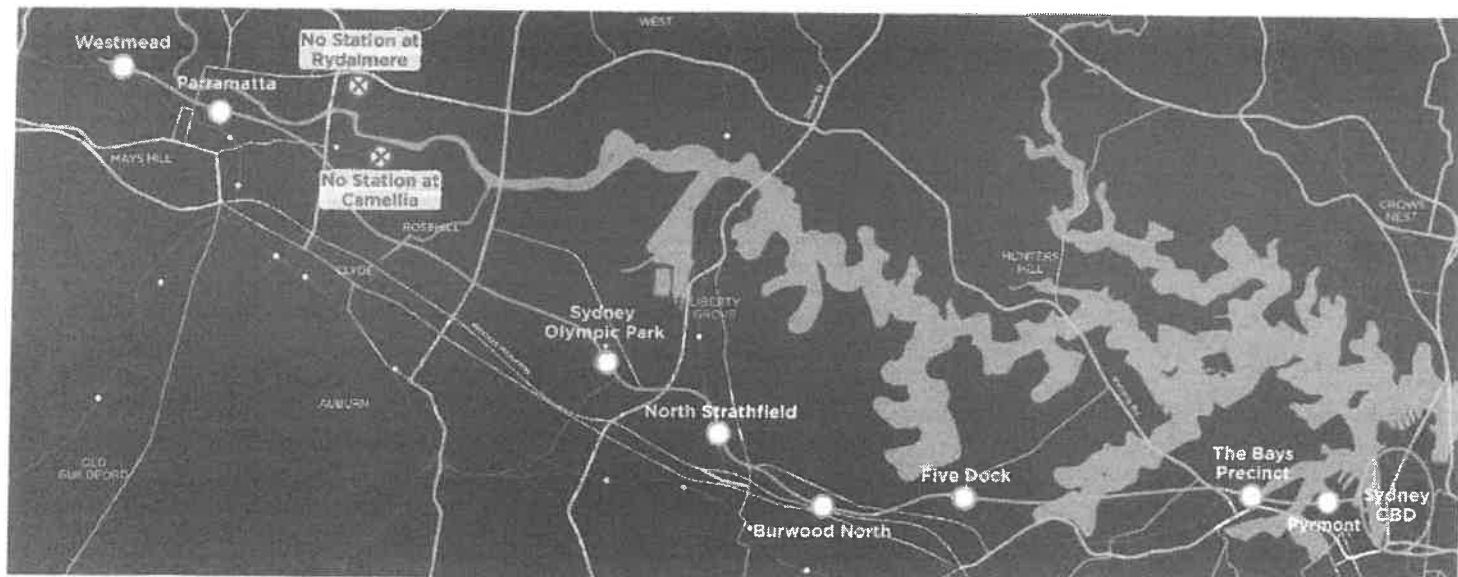 WEST
Westmead
No Station at
Rydalmere
Parramatta
MAYS HILL
No Station at
Camellia
ROSEHILL
CLYDE
CROWS
NEST
HUNTERS
HILL
LIBERTY
GROVE
Sydney
Olympic Park
AUBURN
North Strathfield
OLD
GUILDFORD
Five Dock
The Bays
Precinct
Sydney
CBD
Pyrmont
Burwood North